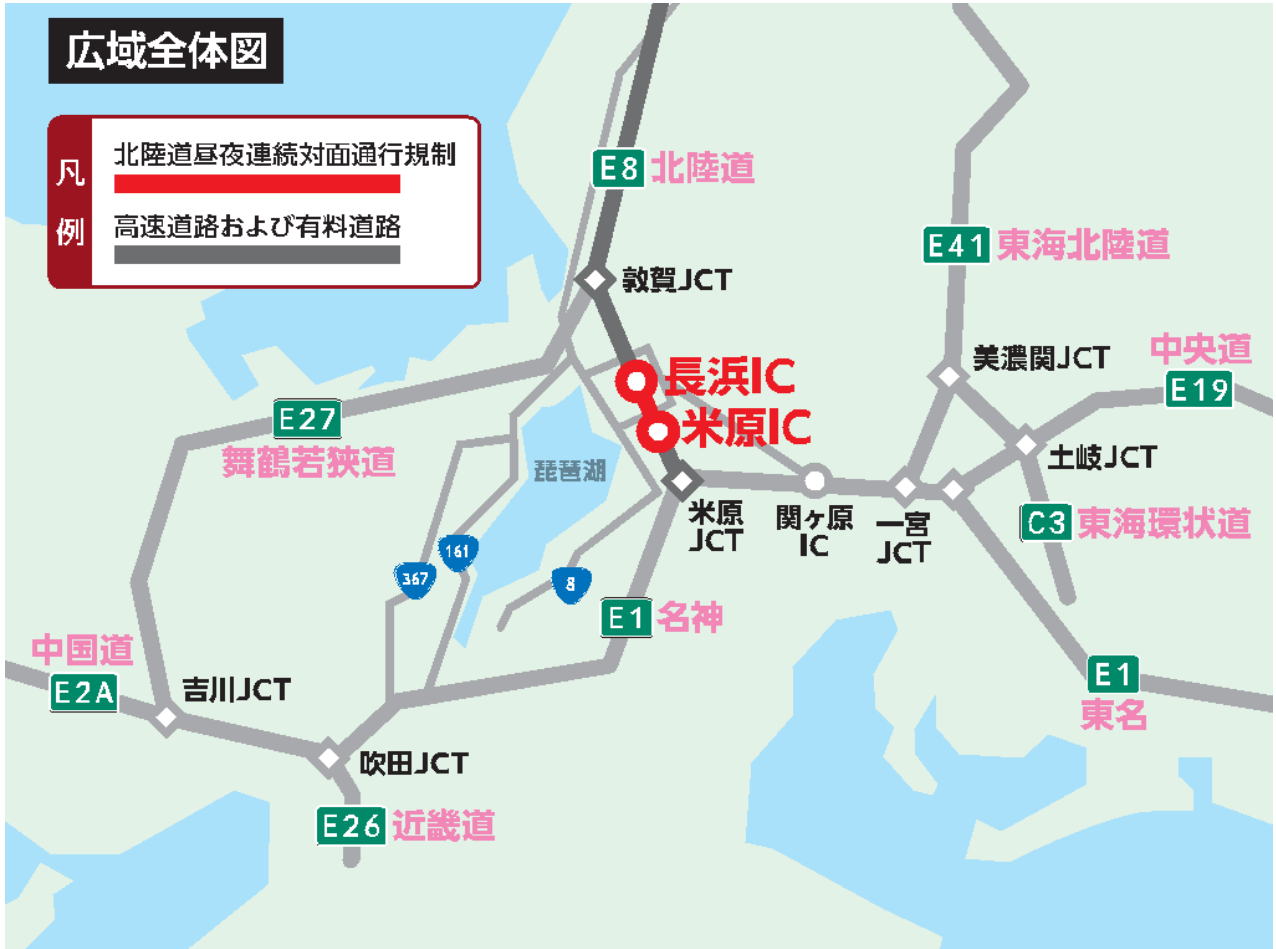 広域全体図
凡例
北陸道昼夜連続対面通行規制
高速道路および有料道路
E8 北陸道
E41 東海北陸道
敦賀JCT
美濃関JCT
中央道
E19
長浜IC
米原IC
E27
舞鶴若狭道
琵琶湖
土岐JCT
米原
JCT
関ヶ原
IC
一宮
JCT
C3 東海環状道
161
367
8
E1 名神
中国道
E2A
吉川JCT
E1
東名
吹田JCT
E26 近畿道